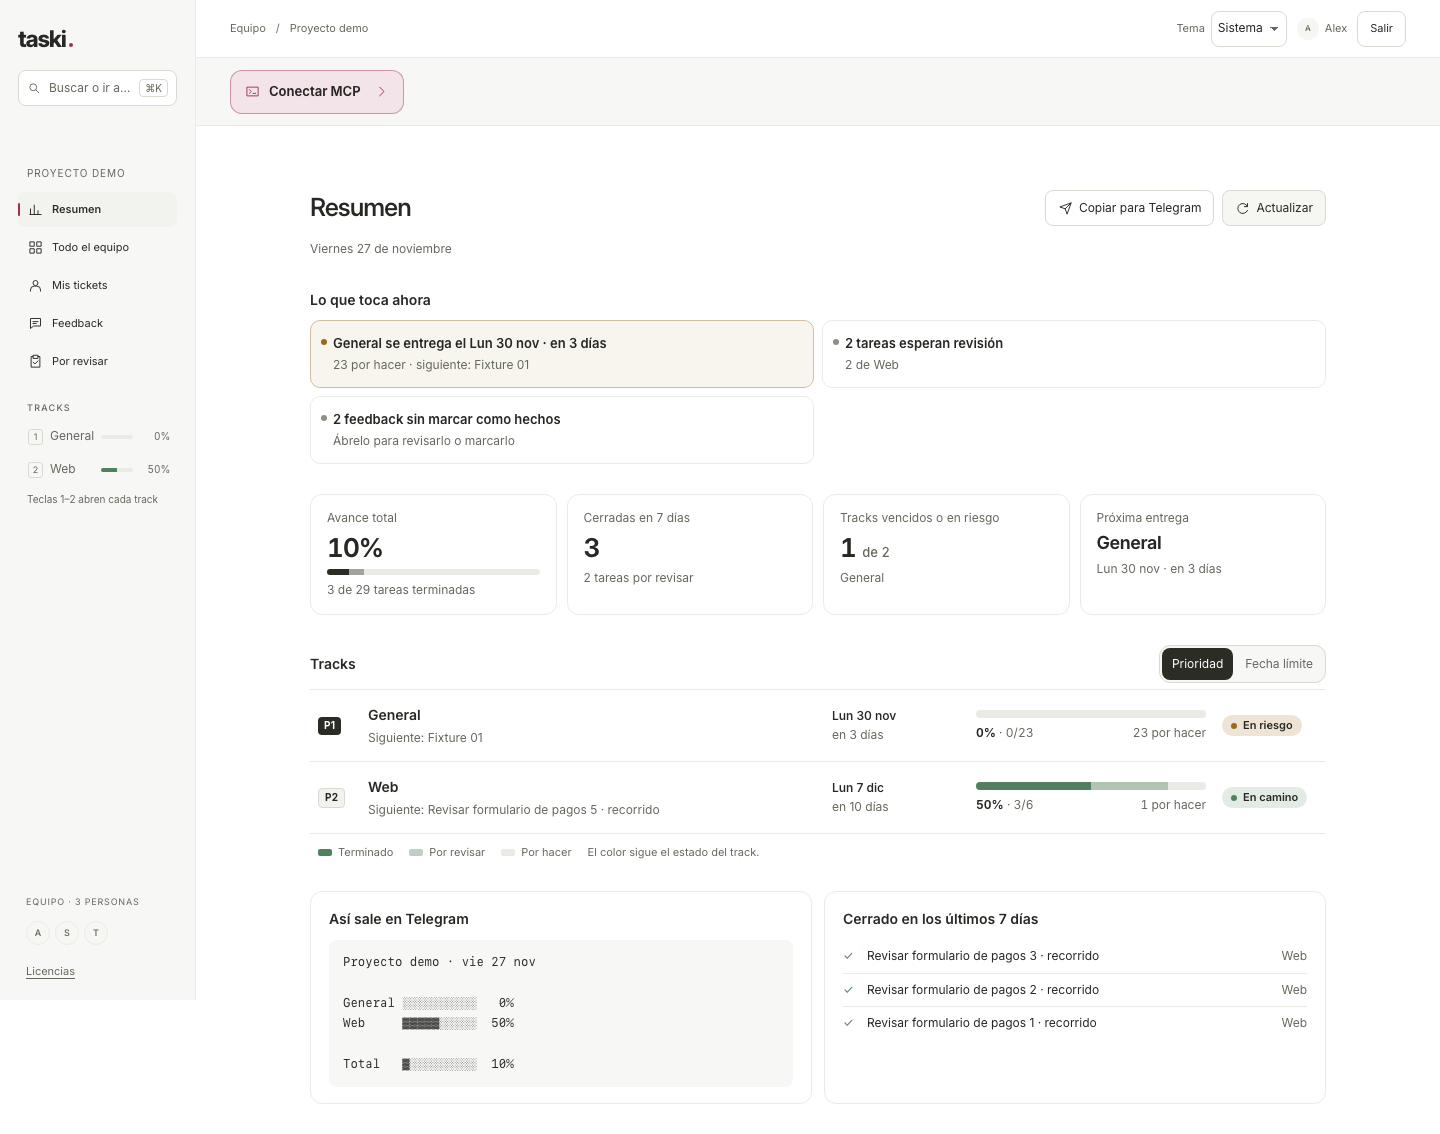 taski.
Buscar o ir a... ⌘K
PROYECTO DEMO
Resumen
Todo el equipo
Mis tickets
Feedback
Por revisar
TRACKS
1 General 0%
2 Web 50%
Teclas 1–2 abren cada track
EQUIPO · 3 PERSONAS
A S T
Licencias
Equipo / Proyecto demo
Tema Sistema A Alex Salir
Conectar MCP
Resumen
Copiar para Telegram Actualizar
Viernes 27 de noviembre
Lo que toca ahora
General se entrega el Lun 30 nov · en 3 días
23 por hacer · siguiente: Fixture 01
2 tareas esperan revisión
2 de Web
2 feedback sin marcar como hechos
Ábrelo para revisarlo o marcarlo
Avance total
10%
3 de 29 tareas terminadas
Cerradas en 7 días
3
2 tareas por revisar
Tracks vencidos o en riesgo
1 de 2
General
Próxima entrega
General
Lun 30 nov · en 3 días
Tracks
Prioridad Fecha límite
P1 General
Siguiente: Fixture 01
Lun 30 nov
en 3 días
0% · 0/23 23 por hacer
En riesgo
P2 Web
Siguiente: Revisar formulario de pagos 5 · recorrido
Lun 7 dic
en 10 días
50% · 3/6 1 por hacer
En camino
Terminado Por revisar Por hacer El color sigue el estado del track.
Así sale en Telegram
Proyecto demo · vie 27 nov
General ░░░░░░░░░░ 0%
Web ▓▓▓▓▓░░░░░ 50%
Total ▓░░░░░░░░░ 10%
Cerrado en los últimos 7 días
Revisar formulario de pagos 3 · recorrido Web
Revisar formulario de pagos 2 · recorrido Web
Revisar formulario de pagos 1 · recorrido Web